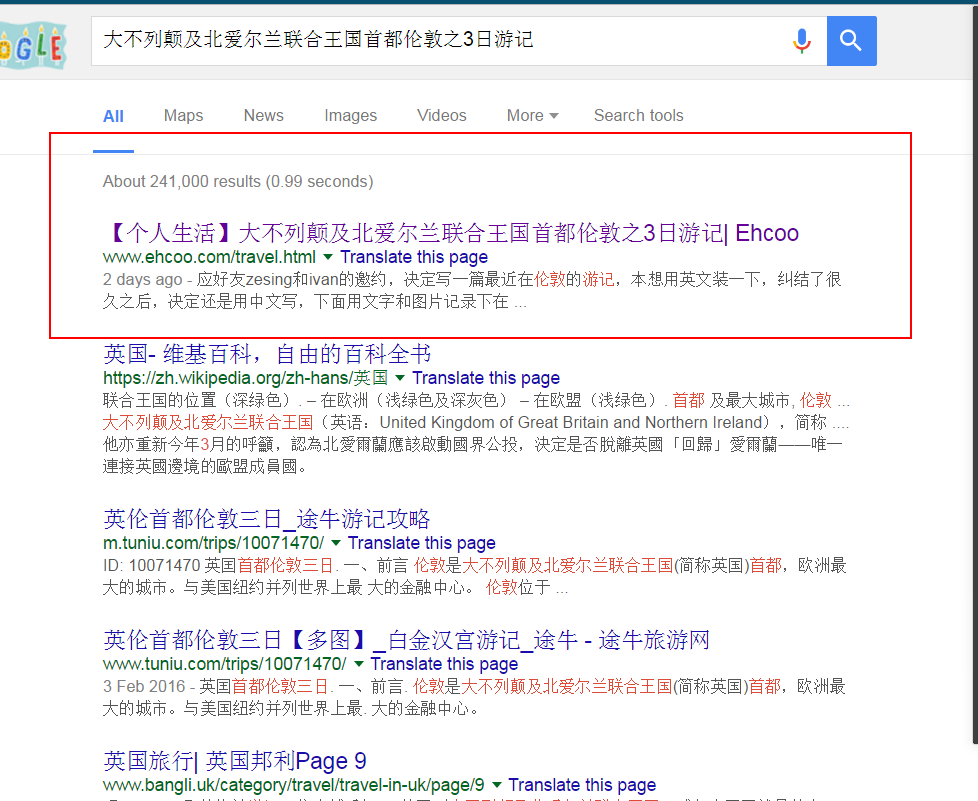 OGLE
大不列颠及北爱尔兰联合王国首都伦敦之3日游记
All Maps News Images Videos More Search tools
About 241,000 results (0.99 seconds)
【个人生活】大不列颠及北爱尔兰联合王国首都伦敦之3日游记| Ehcoo
www.ehcoo.com/travel.html Translate this page
2 days ago - 应好友zesing和ivan的邀约，决定写一篇最近在伦敦的游记，本想用英文装一下，纠结了很
久之后，决定还是用中文写，下面用文字和图片记录下在 ...
英国- 维基百科，自由的百科全书
https://zh.wikipedia.org/zh-hans/英国 Translate this page
联合王国的位置（深绿色）. – 在欧洲（浅绿色及深灰色） – 在欧盟（浅绿色）. 首都 及最大城市, 伦敦 ...
大不列颠及北爱尔兰联合王国（英语：United Kingdom of Great Britain and Northern Ireland），简称 ....
他亦重新今年3月的呼籲，認為北愛爾蘭應該啟動國界公投，決定是否脫離英國「回歸」愛爾蘭——唯一
連接英國邊境的歐盟成員國。
英伦首都伦敦三日_途牛游记攻略
m.tuniu.com/trips/10071470/ Translate this page
ID: 10071470 英国首都伦敦三日. 一、前言 伦敦是大不列颠及北爱尔兰联合王国(简称英国)首都，欧洲最
大的城市。与美国纽约并列世界上最 大的金融中心。 伦敦位于 ...
英伦首都伦敦三日【多图】_白金汉宫游记_途牛 - 途牛旅游网
www.tuniu.com/trips/10071470/ Translate this page
3 Feb 2016 - 英国首都伦敦三日. 一、前言. 伦敦是大不列颠及北爱尔兰联合王国(简称英国)首都，欧洲最
大的城市。与美国纽约并列世界上最. 大的金融中心。
英国旅行| 英国邦利Page 9
www.bangli.uk/category/travel/travel-in-uk/page/9 Translate this page